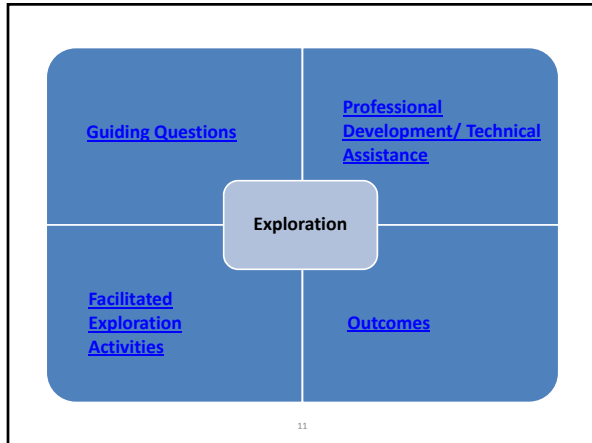 Guiding Questions
Professional
Development/ Technical
Assistance
Exploration
Facilitated
Exploration
Activities
Outcomes
11